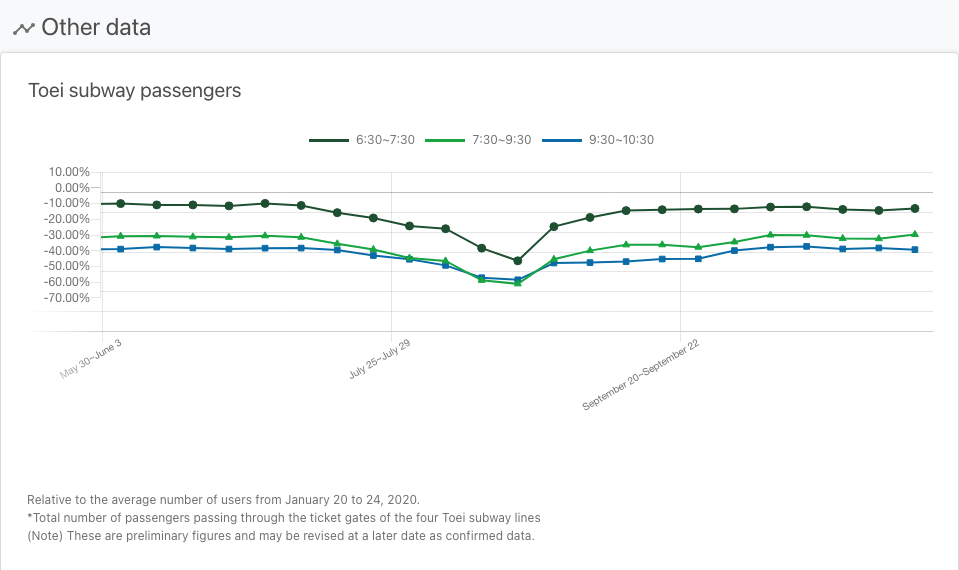 Other data
Toei subway passengers
6:30~7:30 7:30~9:30 9:30~10:30
10.00%
0.00%
-10.00%
-20.00%
-30.00%
-40.00%
-50.00%
-60.00%
-70.00%
May 30~June 3
July 25~July 29
September 20~September 22
Relative to the average number of users from January 20 to 24, 2020.
*Total number of passengers passing through the ticket gates of the four Toei subway lines
(Note) These are preliminary figures and may be revised at a later date as confirmed data.